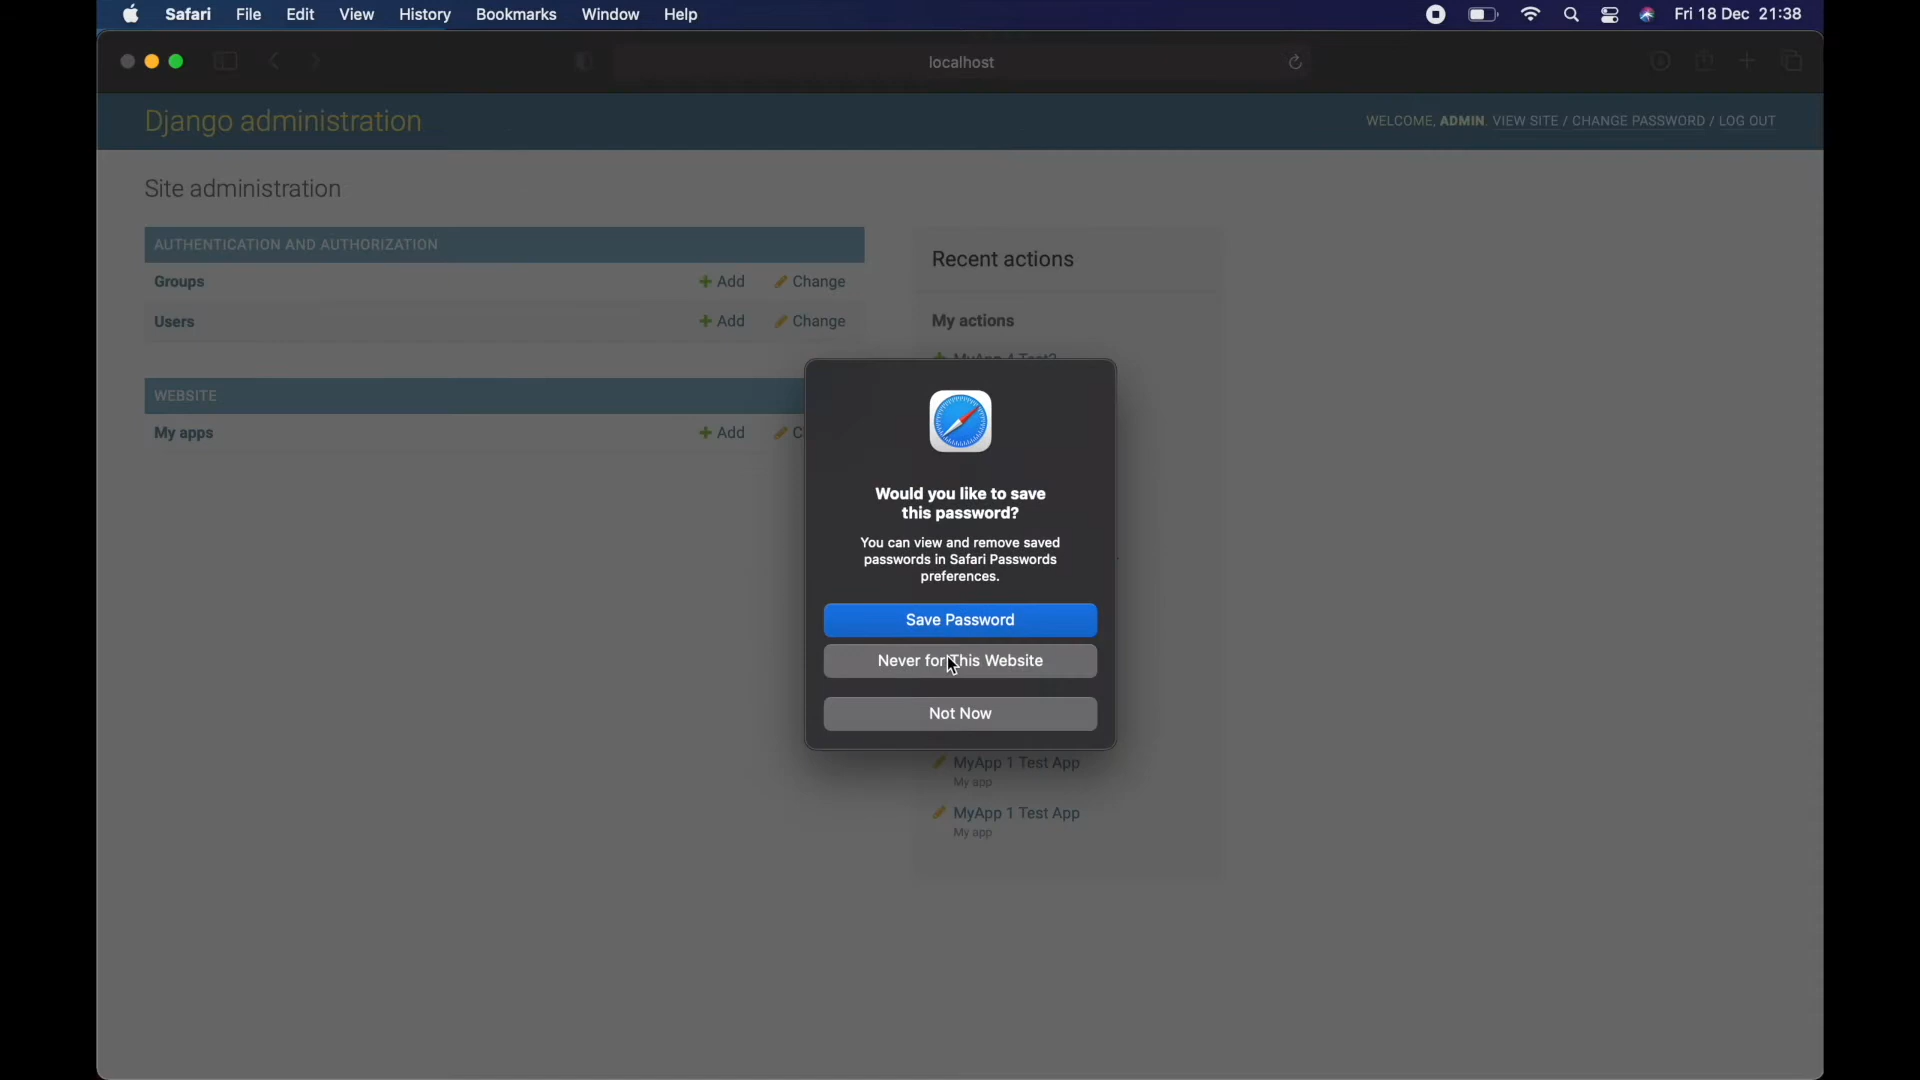 Safari File Edit View History Bookmarks Window Help Fri 18 Dec 21:38
localhost
Django administration
WELCOME, ADMIN. VIEW SITE / CHANGE PASSWORD / LOG OUT
Site administration
AUTHENTICATION AND AUTHORIZATION
Groups Add Change
Users Add Change
WEBSITE
My apps Add C
Recent actions
My actions
Would you like to save
this password?
You can view and remove saved
passwords in Safari Passwords
preferences.
Save Password
Never for This Website
Not Now
MyApp 1 Test App
My app
MyApp 1 Test App
My app